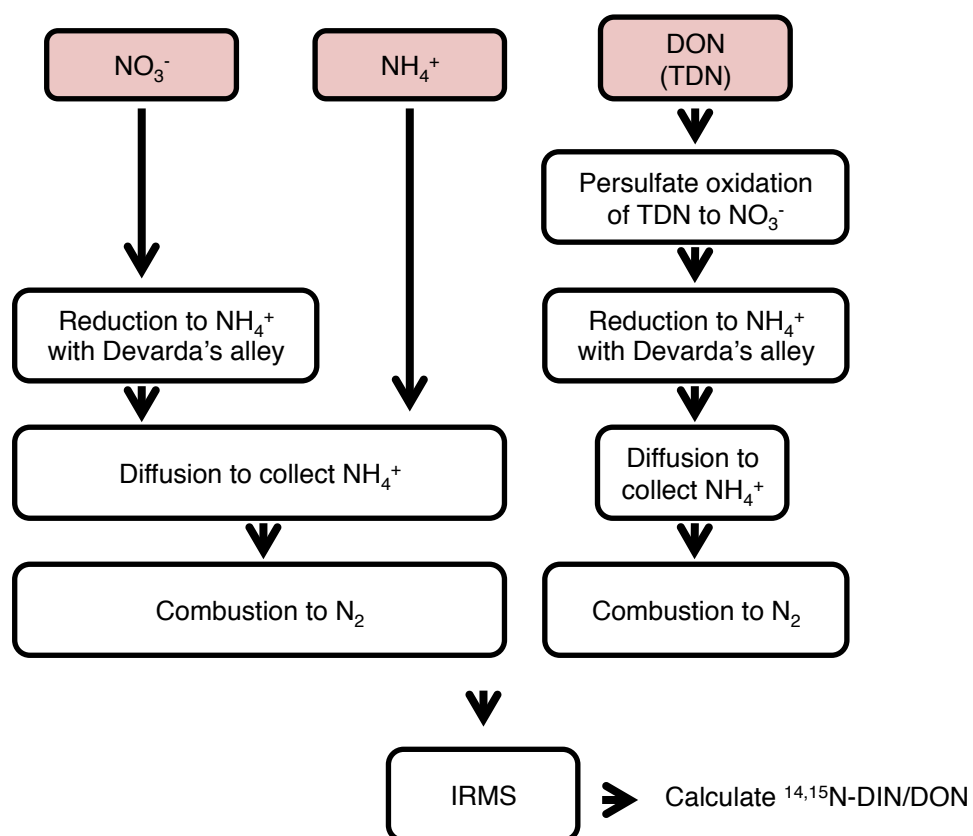 NO₃⁻
NH₄⁺
DON
(TDN)
Persulfate oxidation
of TDN to NO₃⁻
Reduction to NH₄⁺
with Devarda's alley
Reduction to NH₄⁺
with Devarda's alley
Diffusion to collect NH₄⁺
Diffusion to
collect NH₄⁺
Combustion to N₂
Combustion to N₂
IRMS
Calculate ¹⁴,¹⁵N-DIN/DON